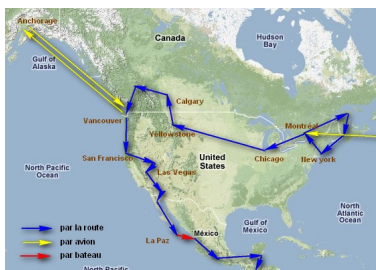 Anchorage
Canada
Hudson
Bay
Gulf of
Alaska
Calgary
Vancouver
Montréal
Yellowstone
San Francisco
Chicago
New york
United
States
North Pacific
Ocean
Las Vegas
North
Atlantic
Ocean
par la route
par avion
par bateau
La Paz
México
Gulf of
Mexico
North Pacific